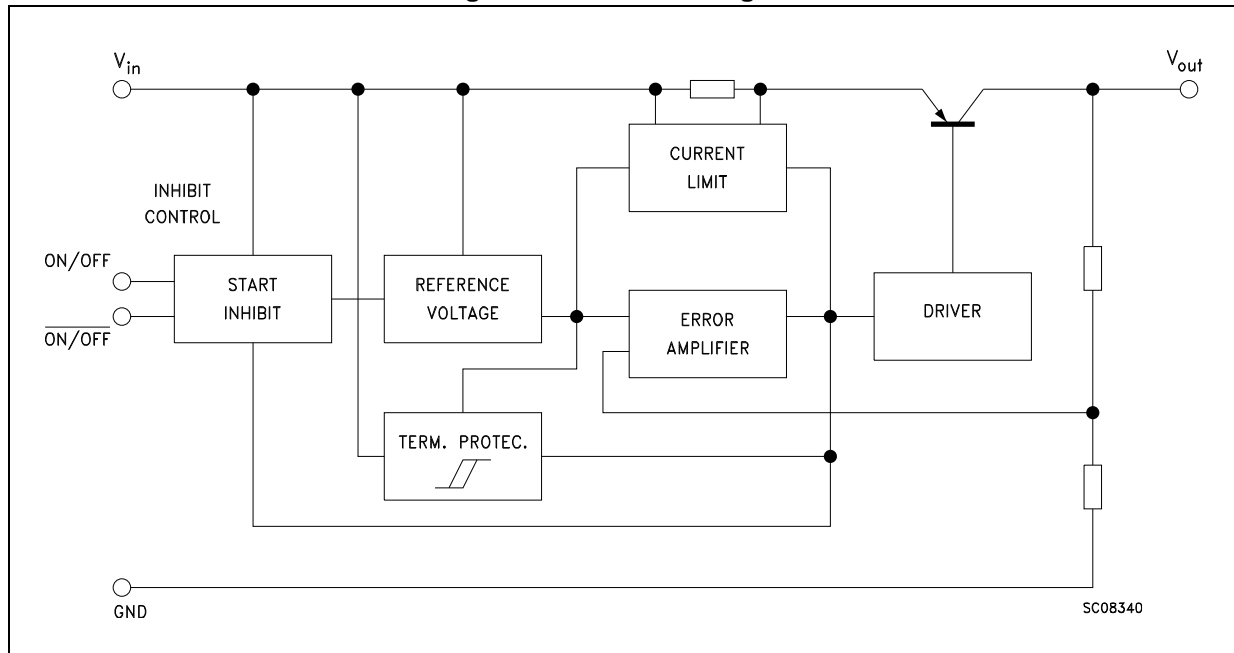 Vin
Vout
CURRENT
LIMIT
INHIBIT
CONTROL
ON/OFF
START
INHIBIT
REFERENCE
VOLTAGE
ERROR
AMPLIFIER
DRIVER
ON/OFF
TERM. PROTEC.
GND
SC08340